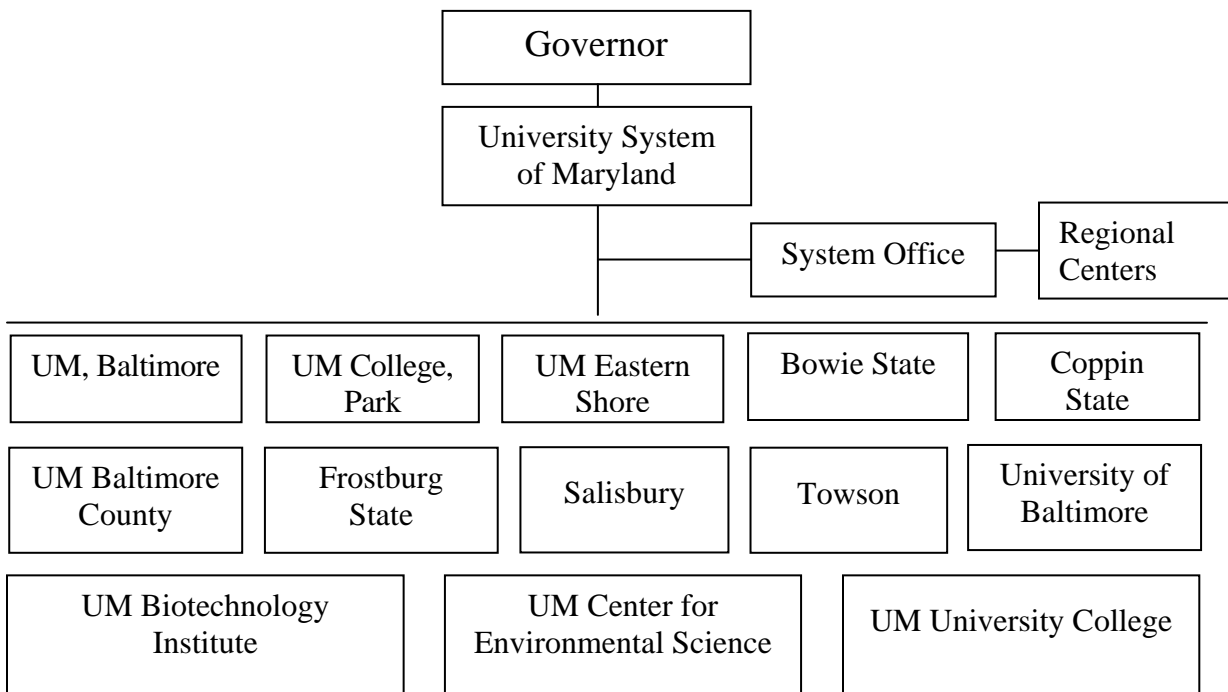 Governor
University System
of Maryland
System Office
Regional
Centers
UM, Baltimore
UM College,
Park
UM Eastern
Shore
Bowie State
Coppin
State
UM Baltimore
County
Frostburg
State
Salisbury
Towson
University of
Baltimore
UM Biotechnology
Institute
UM Center for
Environmental Science
UM University College